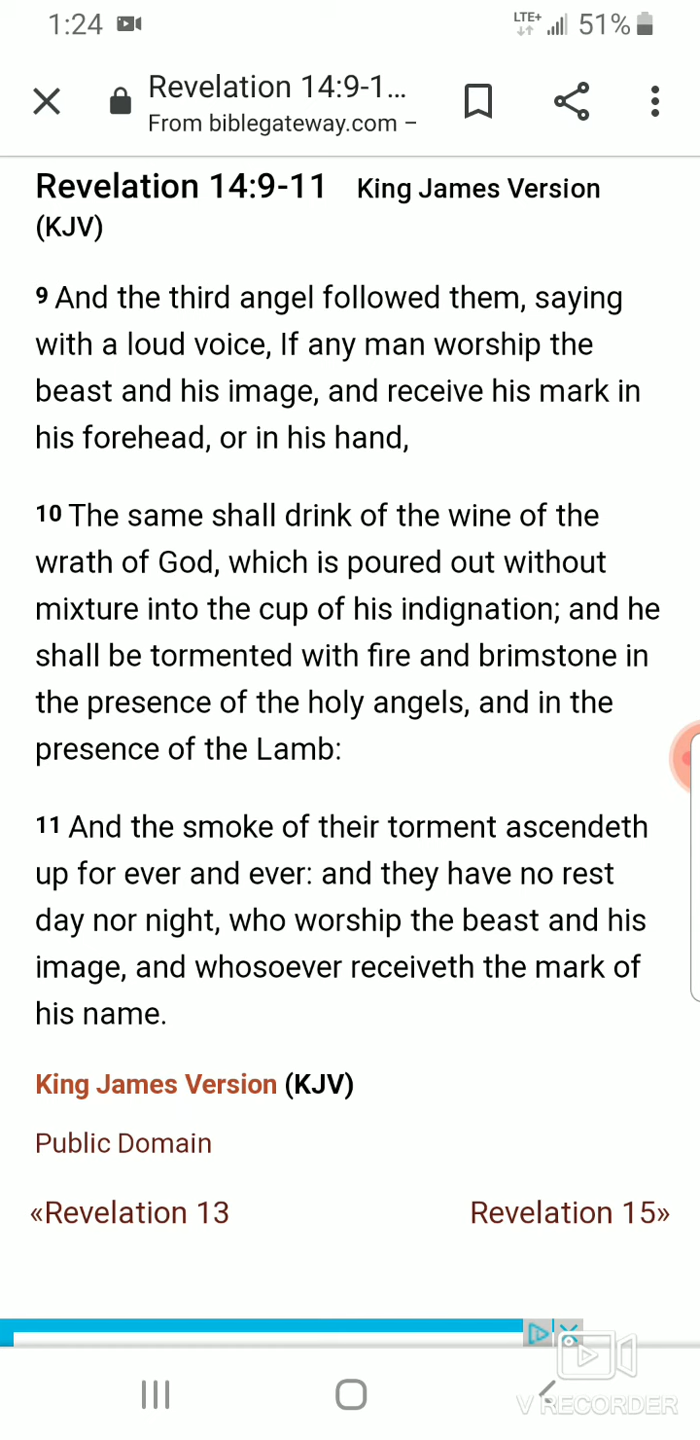 1:24 LTE+ 51%
Revelation 14:9-1...
From biblegateway.com –
Revelation 14:9-11 King James Version
(KJV)
9 And the third angel followed them, saying
with a loud voice, If any man worship the
beast and his image, and receive his mark in
his forehead, or in his hand,
10 The same shall drink of the wine of the
wrath of God, which is poured out without
mixture into the cup of his indignation; and he
shall be tormented with fire and brimstone in
the presence of the holy angels, and in the
presence of the Lamb:
11 And the smoke of their torment ascendeth
up for ever and ever: and they have no rest
day nor night, who worship the beast and his
image, and whosoever receiveth the mark of
his name.
King James Version (KJV)
Public Domain
«Revelation 13 Revelation 15»
V RECORDER